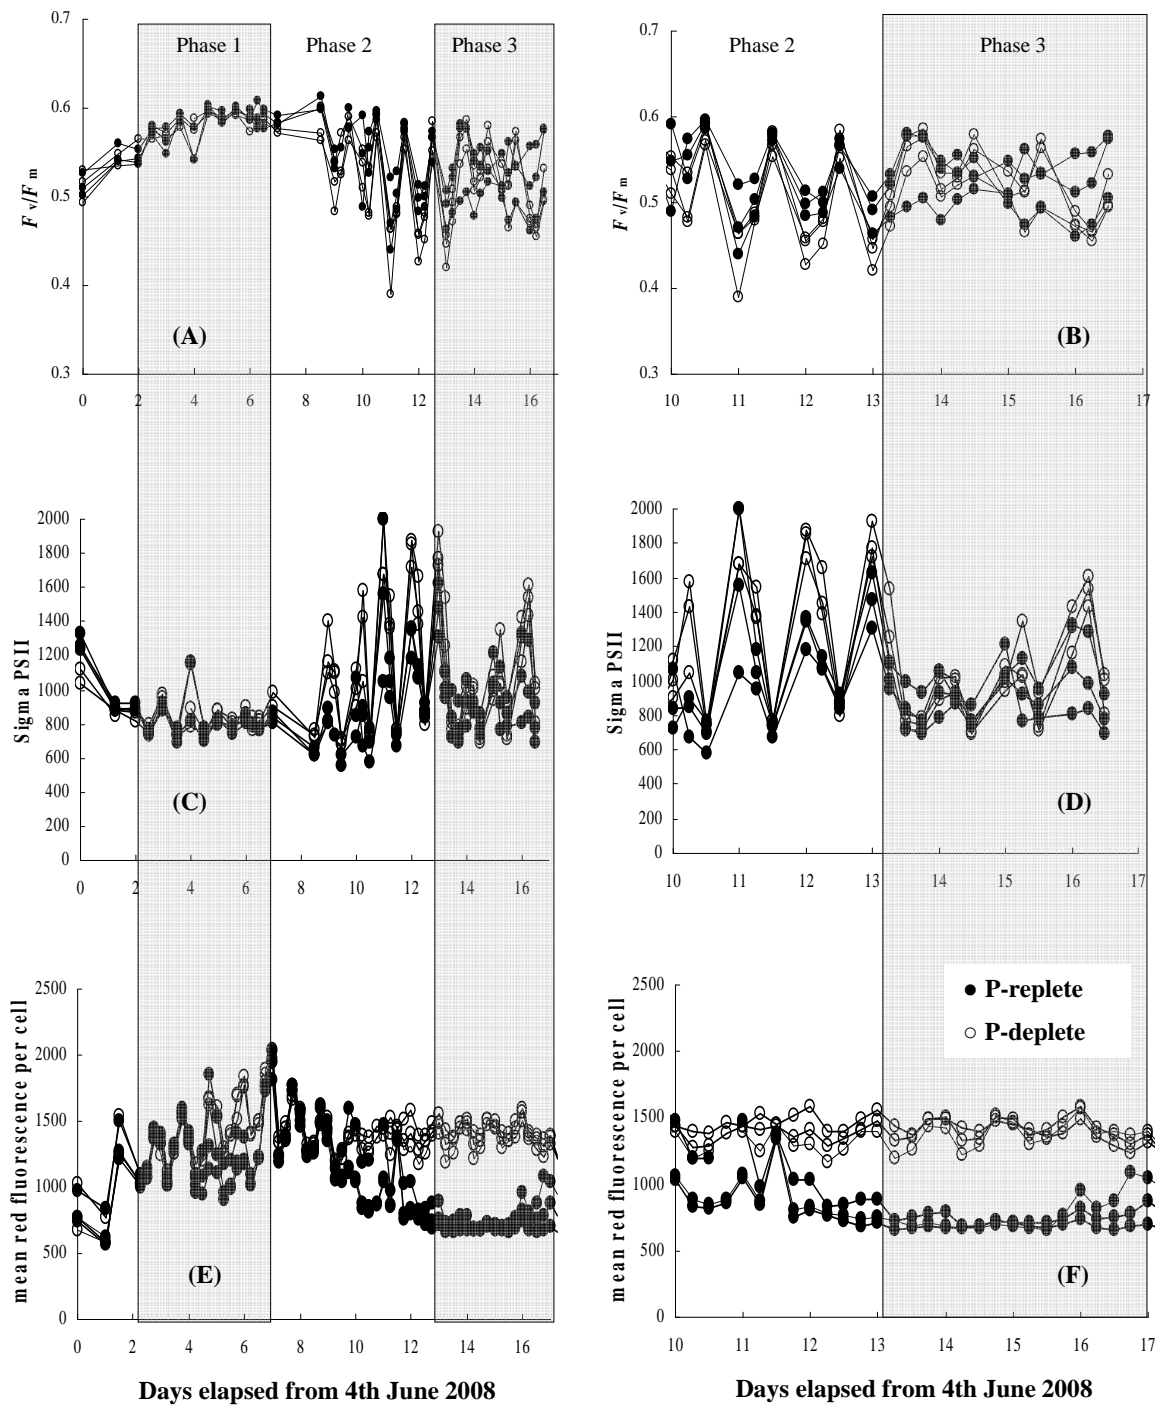 0.7
0.6
0.5
0.4
0.3
Fv/Fm
Phase 1
Phase 2
Phase 3
(A)
0 2 4 6 8 10 12 14 16
0.7
0.6
0.5
0.4
0.3
Fv/Fm
Phase 2
Phase 3
(B)
10 11 12 13 14 15 16 17
2000
1800
1600
1400
1200
1000
800
600
400
200
0
Sigma PSII
(C)
0 2 4 6 8 10 12 14 16
2000
1800
1600
1400
1200
1000
800
600
400
200
0
Sigma PSII
(D)
10 11 12 13 14 15 16 17
2500
2000
1500
1000
500
0
mean red fluorescence per cell
(E)
0 2 4 6 8 10 12 14 16
Days elapsed from 4th June 2008
2500
2000
1500
1000
500
0
mean red fluorescence per cell
P-replete
P-deplete
(F)
10 11 12 13 14 15 16 17
Days elapsed from 4th June 2008